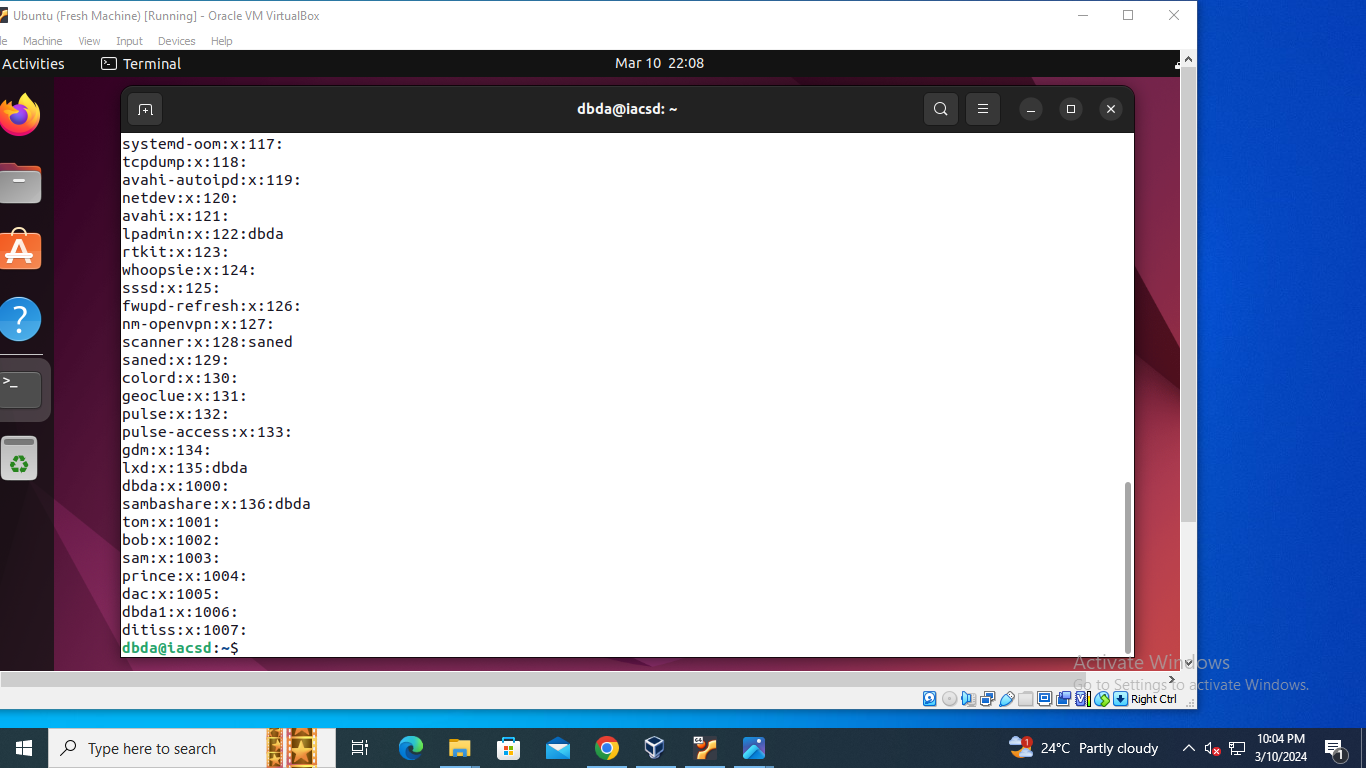 Ubuntu (Fresh Machine) [Running] - Oracle VM VirtualBox
Machine View Input Devices Help
Activities Terminal Mar 10 22:08
dbda@iacsd: ~
systemd-oom:x:117:
tcpdump:x:118:
avahi-autoipd:x:119:
netdev:x:120:
avahi:x:121:
lpadmin:x:122:dbda
rtkit:x:123:
whoopsie:x:124:
sssd:x:125:
fwupd-refresh:x:126:
nm-openvpn:x:127:
scanner:x:128:saned
saned:x:129:
colord:x:130:
geoclue:x:131:
pulse:x:132:
pulse-access:x:133:
gdm:x:134:
lxd:x:135:dbda
dbda:x:1000:
sambashare:x:136:dbda
tom:x:1001:
bob:x:1002:
sam:x:1003:
prince:x:1004:
dac:x:1005:
dbda1:x:1006:
ditiss:x:1007:
dbda@iacsd:~$
Activate Windows
Go to Settings to activate Windows.
Right Ctrl
Type here to search
24°C Partly cloudy
10:04 PM
3/10/2024